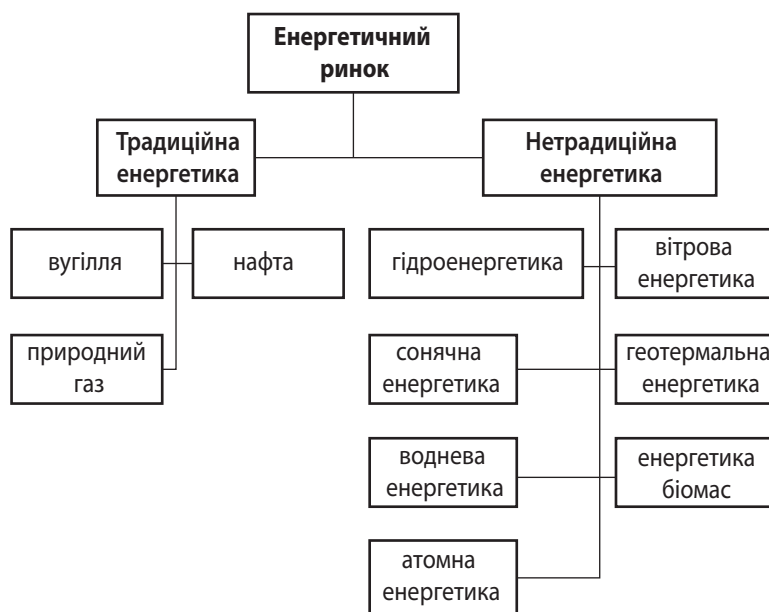 Енергетичний
ринок
Традиційна
енергетика
Нетрадиційна
енергетика
вугілля
нафта
гідроенергетика
вітрова
енергетика
природний
газ
сонячна
енергетика
геотермальна
енергетика
воднева
енергетика
енергетика
біомас
атомна
енергетика